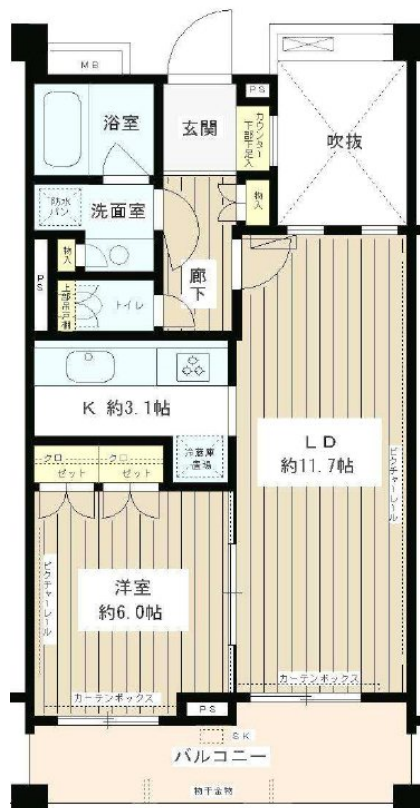 MB
PS
浴室
玄関
カウンター
下部下足入
吹抜
防水
パン
洗面室
物入
物入
PS
廊下
上部吊戸棚
トイレ
K 約3.1帖
冷蔵庫
置場
LD
約11.7帖
ピクチャーレール
クロ
ゼット
クロ
ゼット
洋室
約6.0帖
ピクチャーレール
カーテンボックス
カーテンボックス
PS
SK
バルコニー
物干金物